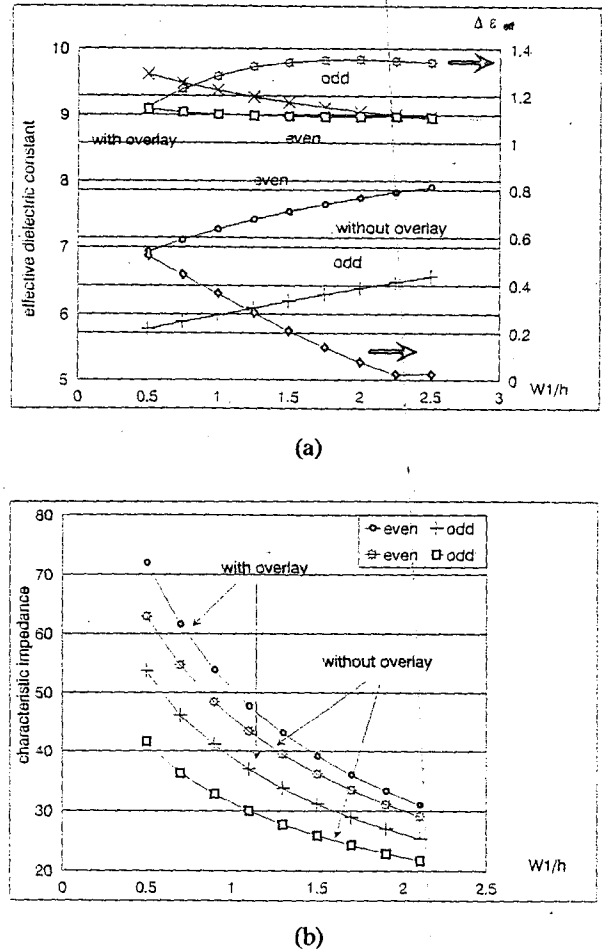 Δ ε eff
10
1.4
odd
1.2
9
with overlay
even
1
8
even
0.8
without overlay
7
0.6
odd
0.4
6
0.2
5
0
0.5
1
1.5
2
2.5
3
W1/h
effective dielectric constant
(a)
80
even
odd
even
odd
70
with overlay
60
without overlay
50
40
30
20
0
0.5
1
1.5
2
2.5
W1/h
characteristic impedance
(b)